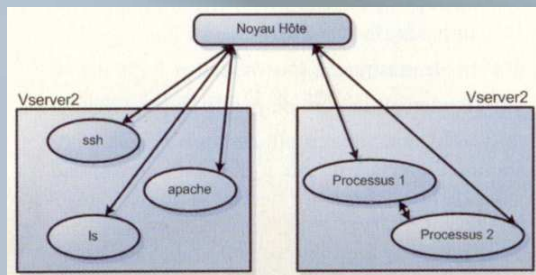 Noyau Hôte
Vserver2
Vserver2
ssh
apache
Processus 1
ls
Processus 2